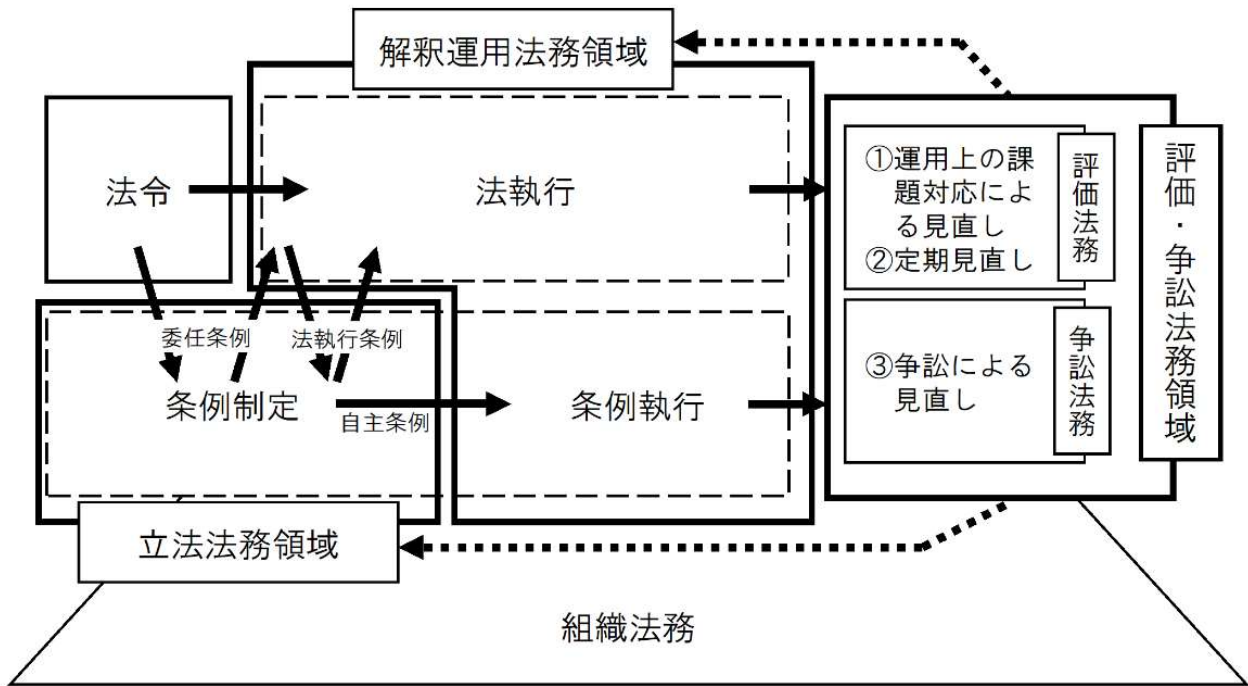 解釈運用法務領域
法令
法執行
委任条例
法執行条例
条例制定
自主条例
条例執行
立法法務領域
①運用上の課
題対応によ
る見直し
②定期見直し
評価法務
③争訟による
見直し
争訟法務
評価・争訟法務領域
組織法務